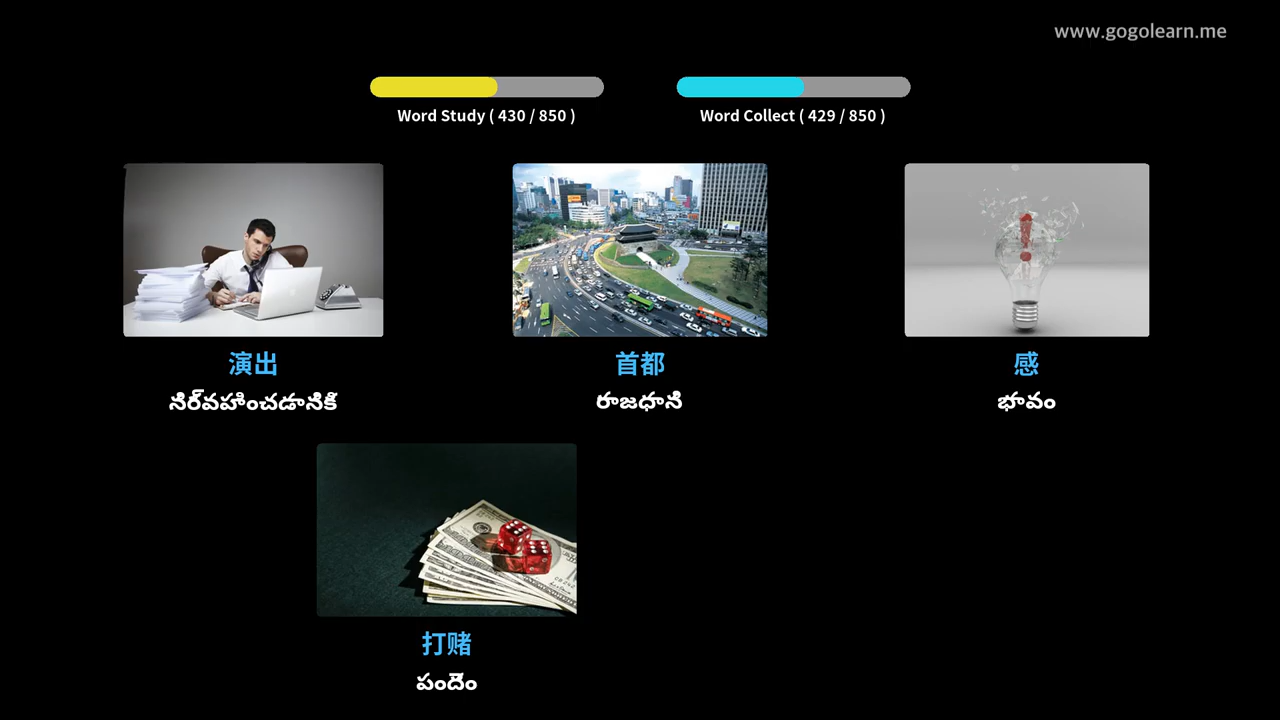 www.gogolearn.me
Word Study ( 430 / 850 )
Word Collect ( 429 / 850 )
演出
నిర్‌వహించడానికి
首都
రాజధాని
感
భావం
打赌
పందెం